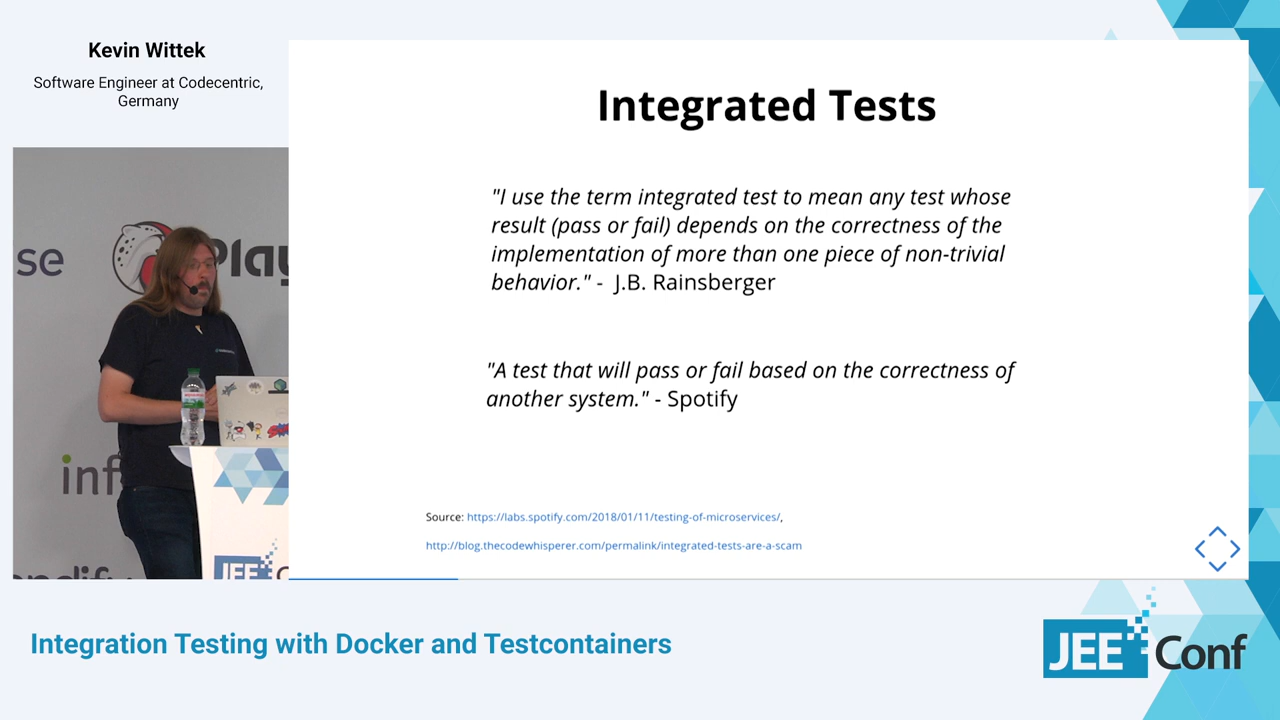 Kevin Wittek
Software Engineer at Codecentric,
Germany
Integrated Tests
"I use the term integrated test to mean any test whose
result (pass or fail) depends on the correctness of the
implementation of more than one piece of non-trivial
behavior." - J.B. Rainsberger
"A test that will pass or fail based on the correctness of
another system." - Spotify
Source: https://labs.spotify.com/2018/01/11/testing-of-microservices/,
http://blog.thecodewhisperer.com/permalink/integrated-tests-are-a-scam
se
Play
inf
JEE C
Integration Testing with Docker and Testcontainers
JEE Conf